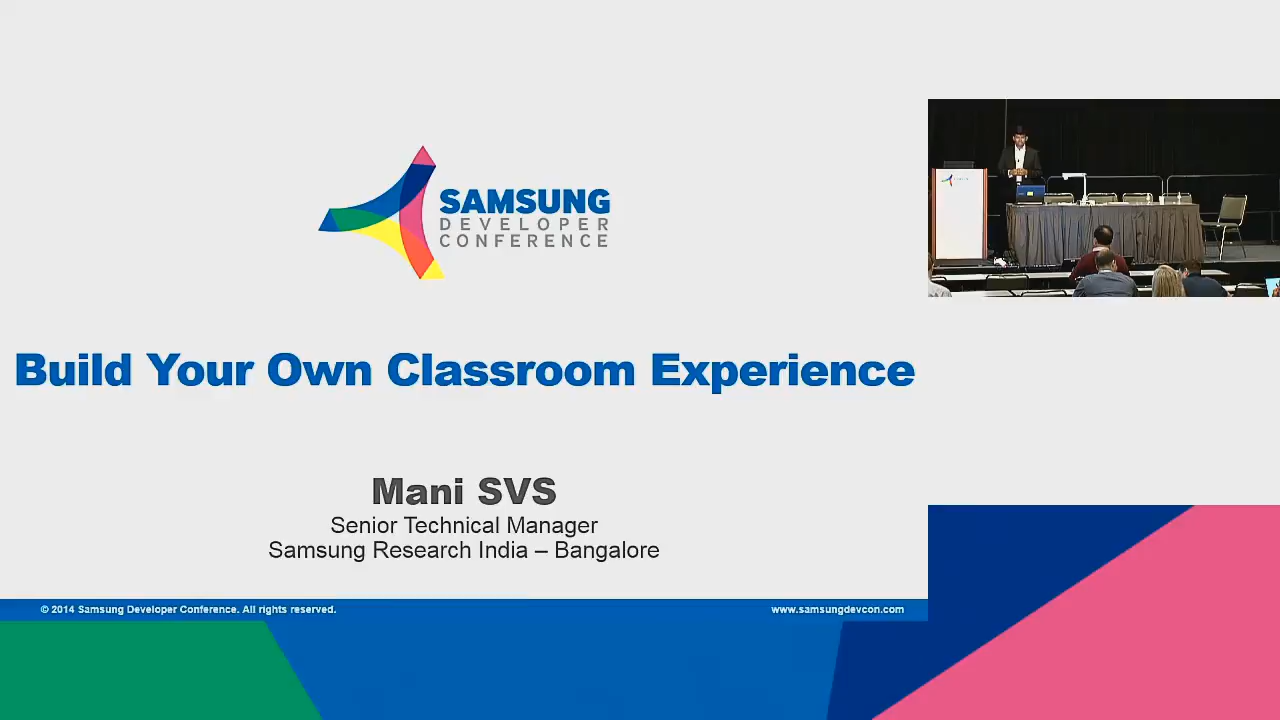 SAMSUNG
DEVELOPER
CONFERENCE
Build Your Own Classroom Experience
Mani SVS
Senior Technical Manager
Samsung Research India – Bangalore
© 2014 Samsung Developer Conference. All rights reserved.
www.samsungdevcon.com